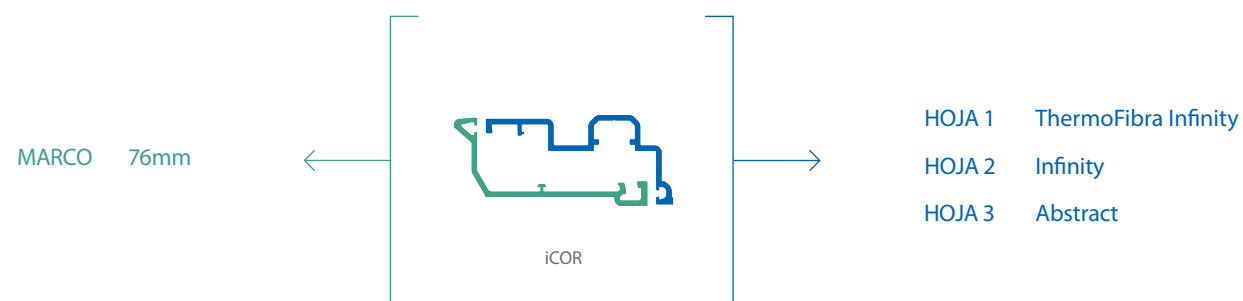 MARCO 76mm
iCOR
HOJA 1 ThermoFibra Infinity
HOJA 2 Infinity
HOJA 3 Abstract